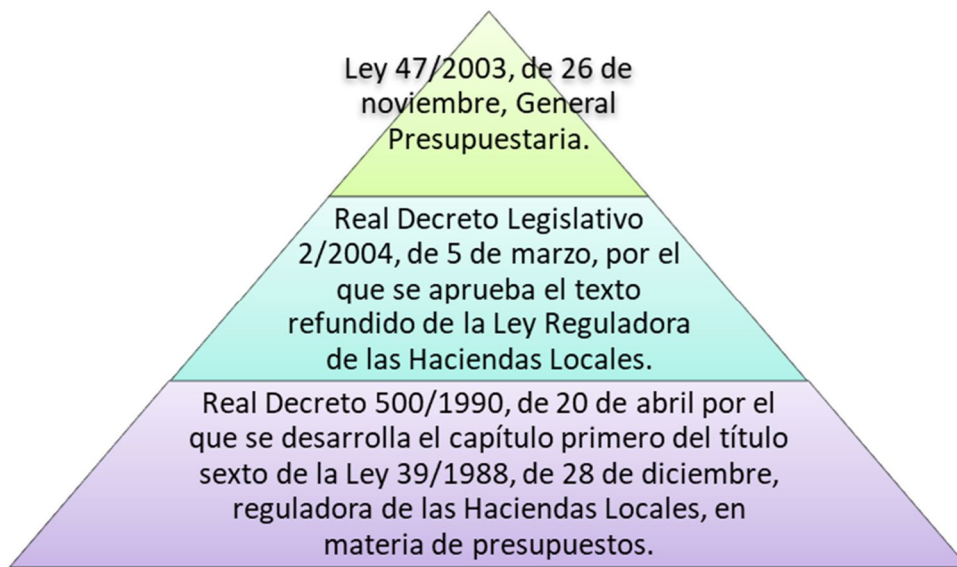 Ley 47/2003, de 26 de
noviembre, General
Presupuestaria.
Real Decreto Legislativo
2/2004, de 5 de marzo, por el
que se aprueba el texto
refundido de la Ley Reguladora
de las Haciendas Locales.
Real Decreto 500/1990, de 20 de abril por el
que se desarrolla el capítulo primero del título
sexto de la Ley 39/1988, de 28 de diciembre,
reguladora de las Haciendas Locales, en
materia de presupuestos.